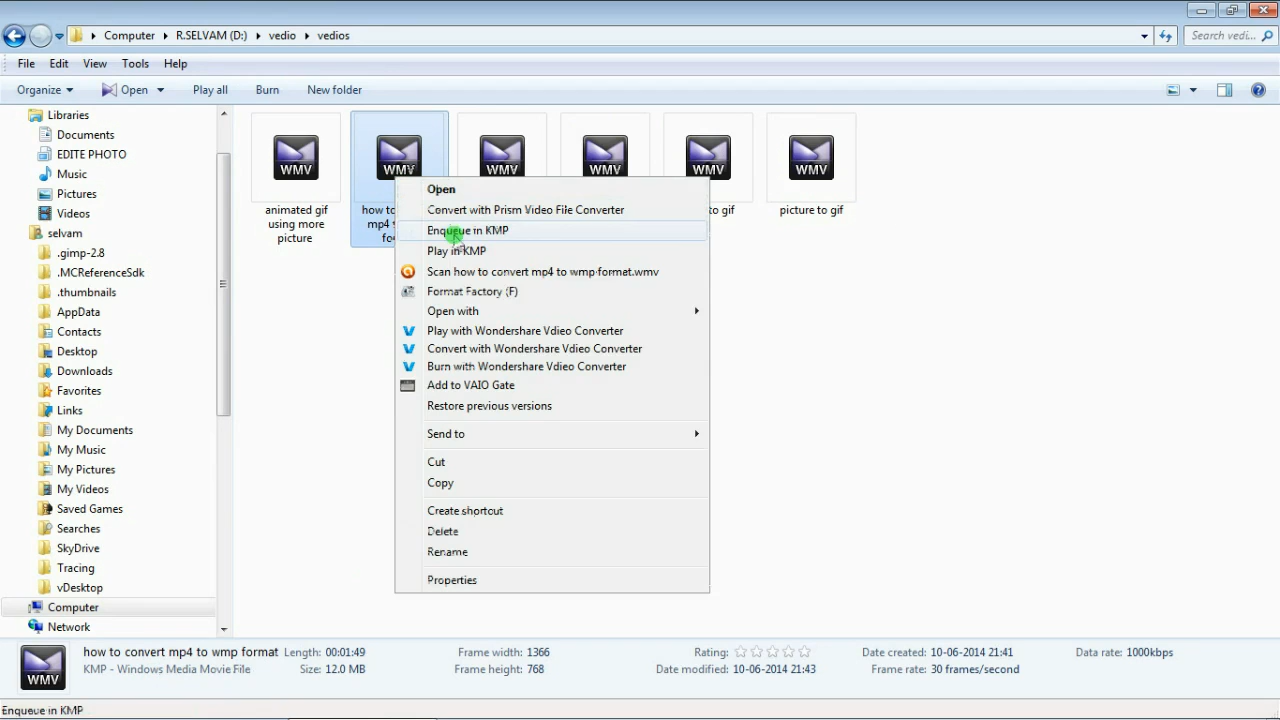 Computer R.SELVAM (D:) vedio vedios
Search vedi...
File Edit View Tools Help
Organize Open Play all Burn New folder
Libraries
Documents
EDITE PHOTO
Music
Pictures
Videos
selvam
.gimp-2.8
.MCReferenceSdk
.thumbnails
AppData
Contacts
Desktop
Downloads
Favorites
Links
My Documents
My Music
My Pictures
My Videos
Saved Games
Searches
SkyDrive
Tracing
vDesktop
Computer
Network
WMV WMV WMV WMV WMV WMV
animated gif
using more
picture
how to
mp4
to gif
picture to gif
Open
Convert with Prism Video File Converter
Enqueue in KMP
Play in KMP
Scan how to convert mp4 to wmp format.wmv
Format Factory (F)
Open with
Play with Wondershare Vdieo Converter
Convert with Wondershare Vdieo Converter
Burn with Wondershare Vdieo Converter
Add to VAIO Gate
Restore previous versions
Send to
Cut
Copy
Create shortcut
Delete
Rename
Properties
WMV
how to convert mp4 to wmp format Length: 00:01:49 Frame width: 1366 Rating: Date created: 10-06-2014 21:41 Data rate: 1000kbps
KMP - Windows Media Movie File Size: 12.0 MB Frame height: 768 Date modified: 10-06-2014 21:43 Frame rate: 30 frames/second
Enqueue in KMP